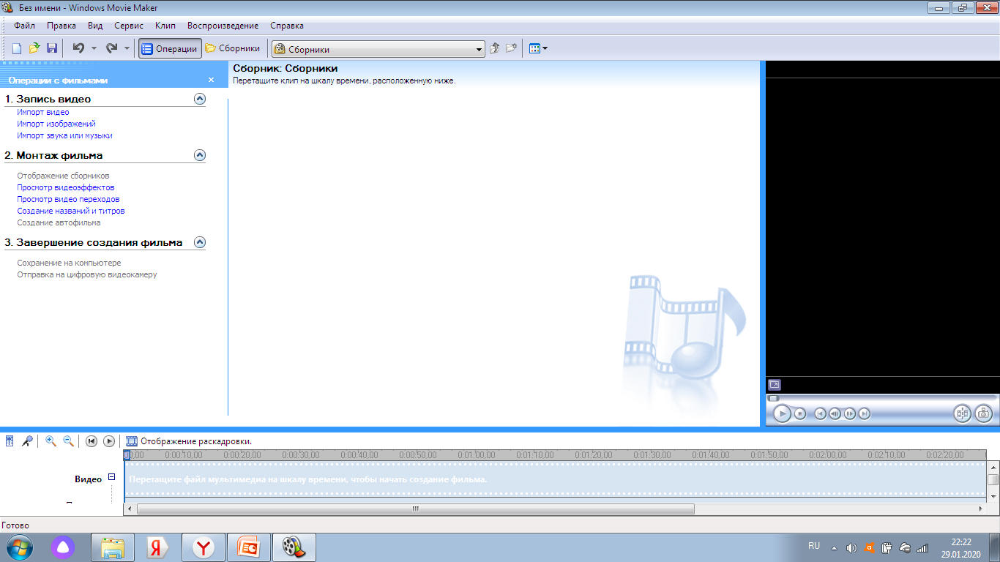 Без имени - Windows Movie Maker
Файл Правка Вид Сервис Клип Воспроизведение Справка
Операции Сборники Сборники
Операции с фильмами
Сборник: Сборники
Перетащите клип на шкалу времени, расположенную ниже.
1. Запись видео
Импорт видео
Импорт изображений
Импорт звука или музыки
2. Монтаж фильма
Отображение сборников
Просмотр видеоэффектов
Просмотр видео переходов
Создание названий и титров
Создание автофильма
3. Завершение создания фильма
Сохранение на компьютере
Отправка на цифровую видеокамеру
Отображение раскадровки.
0:00:10,00 0:00:20,00 0:00:30,00 0:00:40,00 0:00:50,00 0:01:00,00 0:01:10,00 0:01:20,00 0:01:30,00 0:01:40,00 0:01:50,00 0:02:00,00 0:02:10,00 0:02:20,00
Видео
Перетащите файл мультимедиа на шкалу времени, чтобы начать создание фильма.
Готово
Я Y RU 22:22
29.01.2020